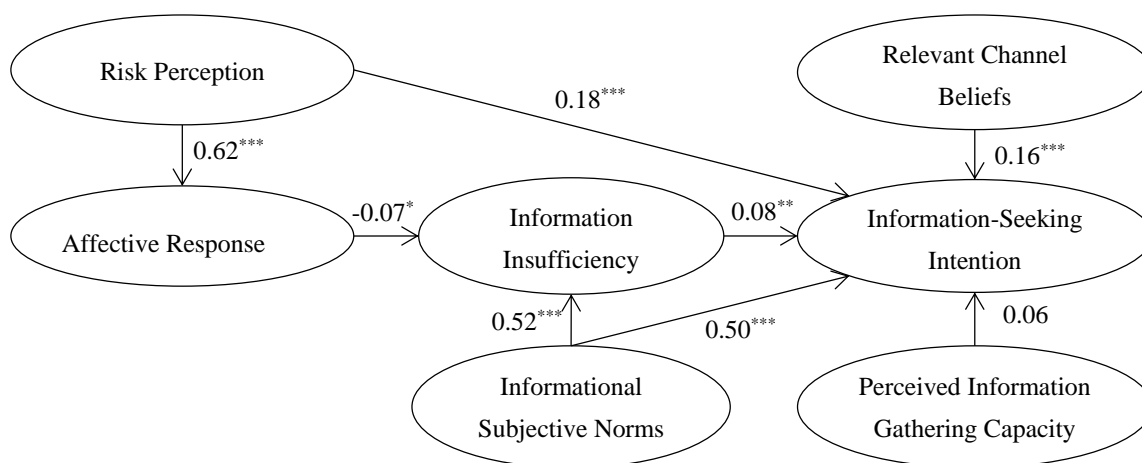 Risk Perception
Relevant Channel
Beliefs
0.18***
0.62***
0.16***
Affective Response
-0.07*
Information
Insufficiency
0.08**
Information-Seeking
Intention
0.52***
0.50***
0.06
Informational
Subjective Norms
Perceived Information
Gathering Capacity